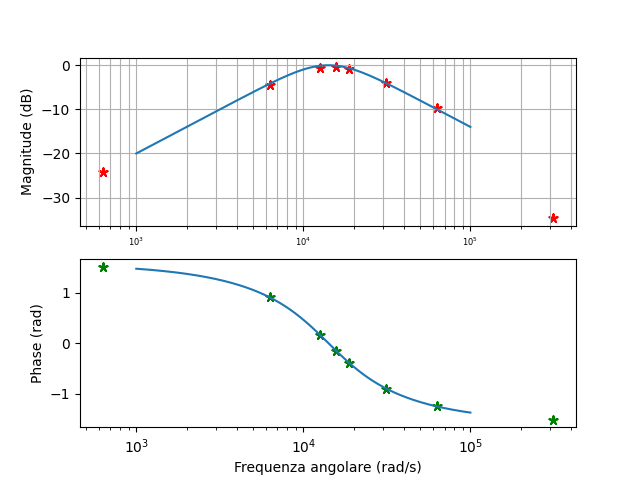 0
−10
−20
−30
Magnitude (dB)
10³ 10⁴ 10⁵
1
0
−1
Phase (rad)
10³ 10⁴ 10⁵
Frequenza angolare (rad/s)